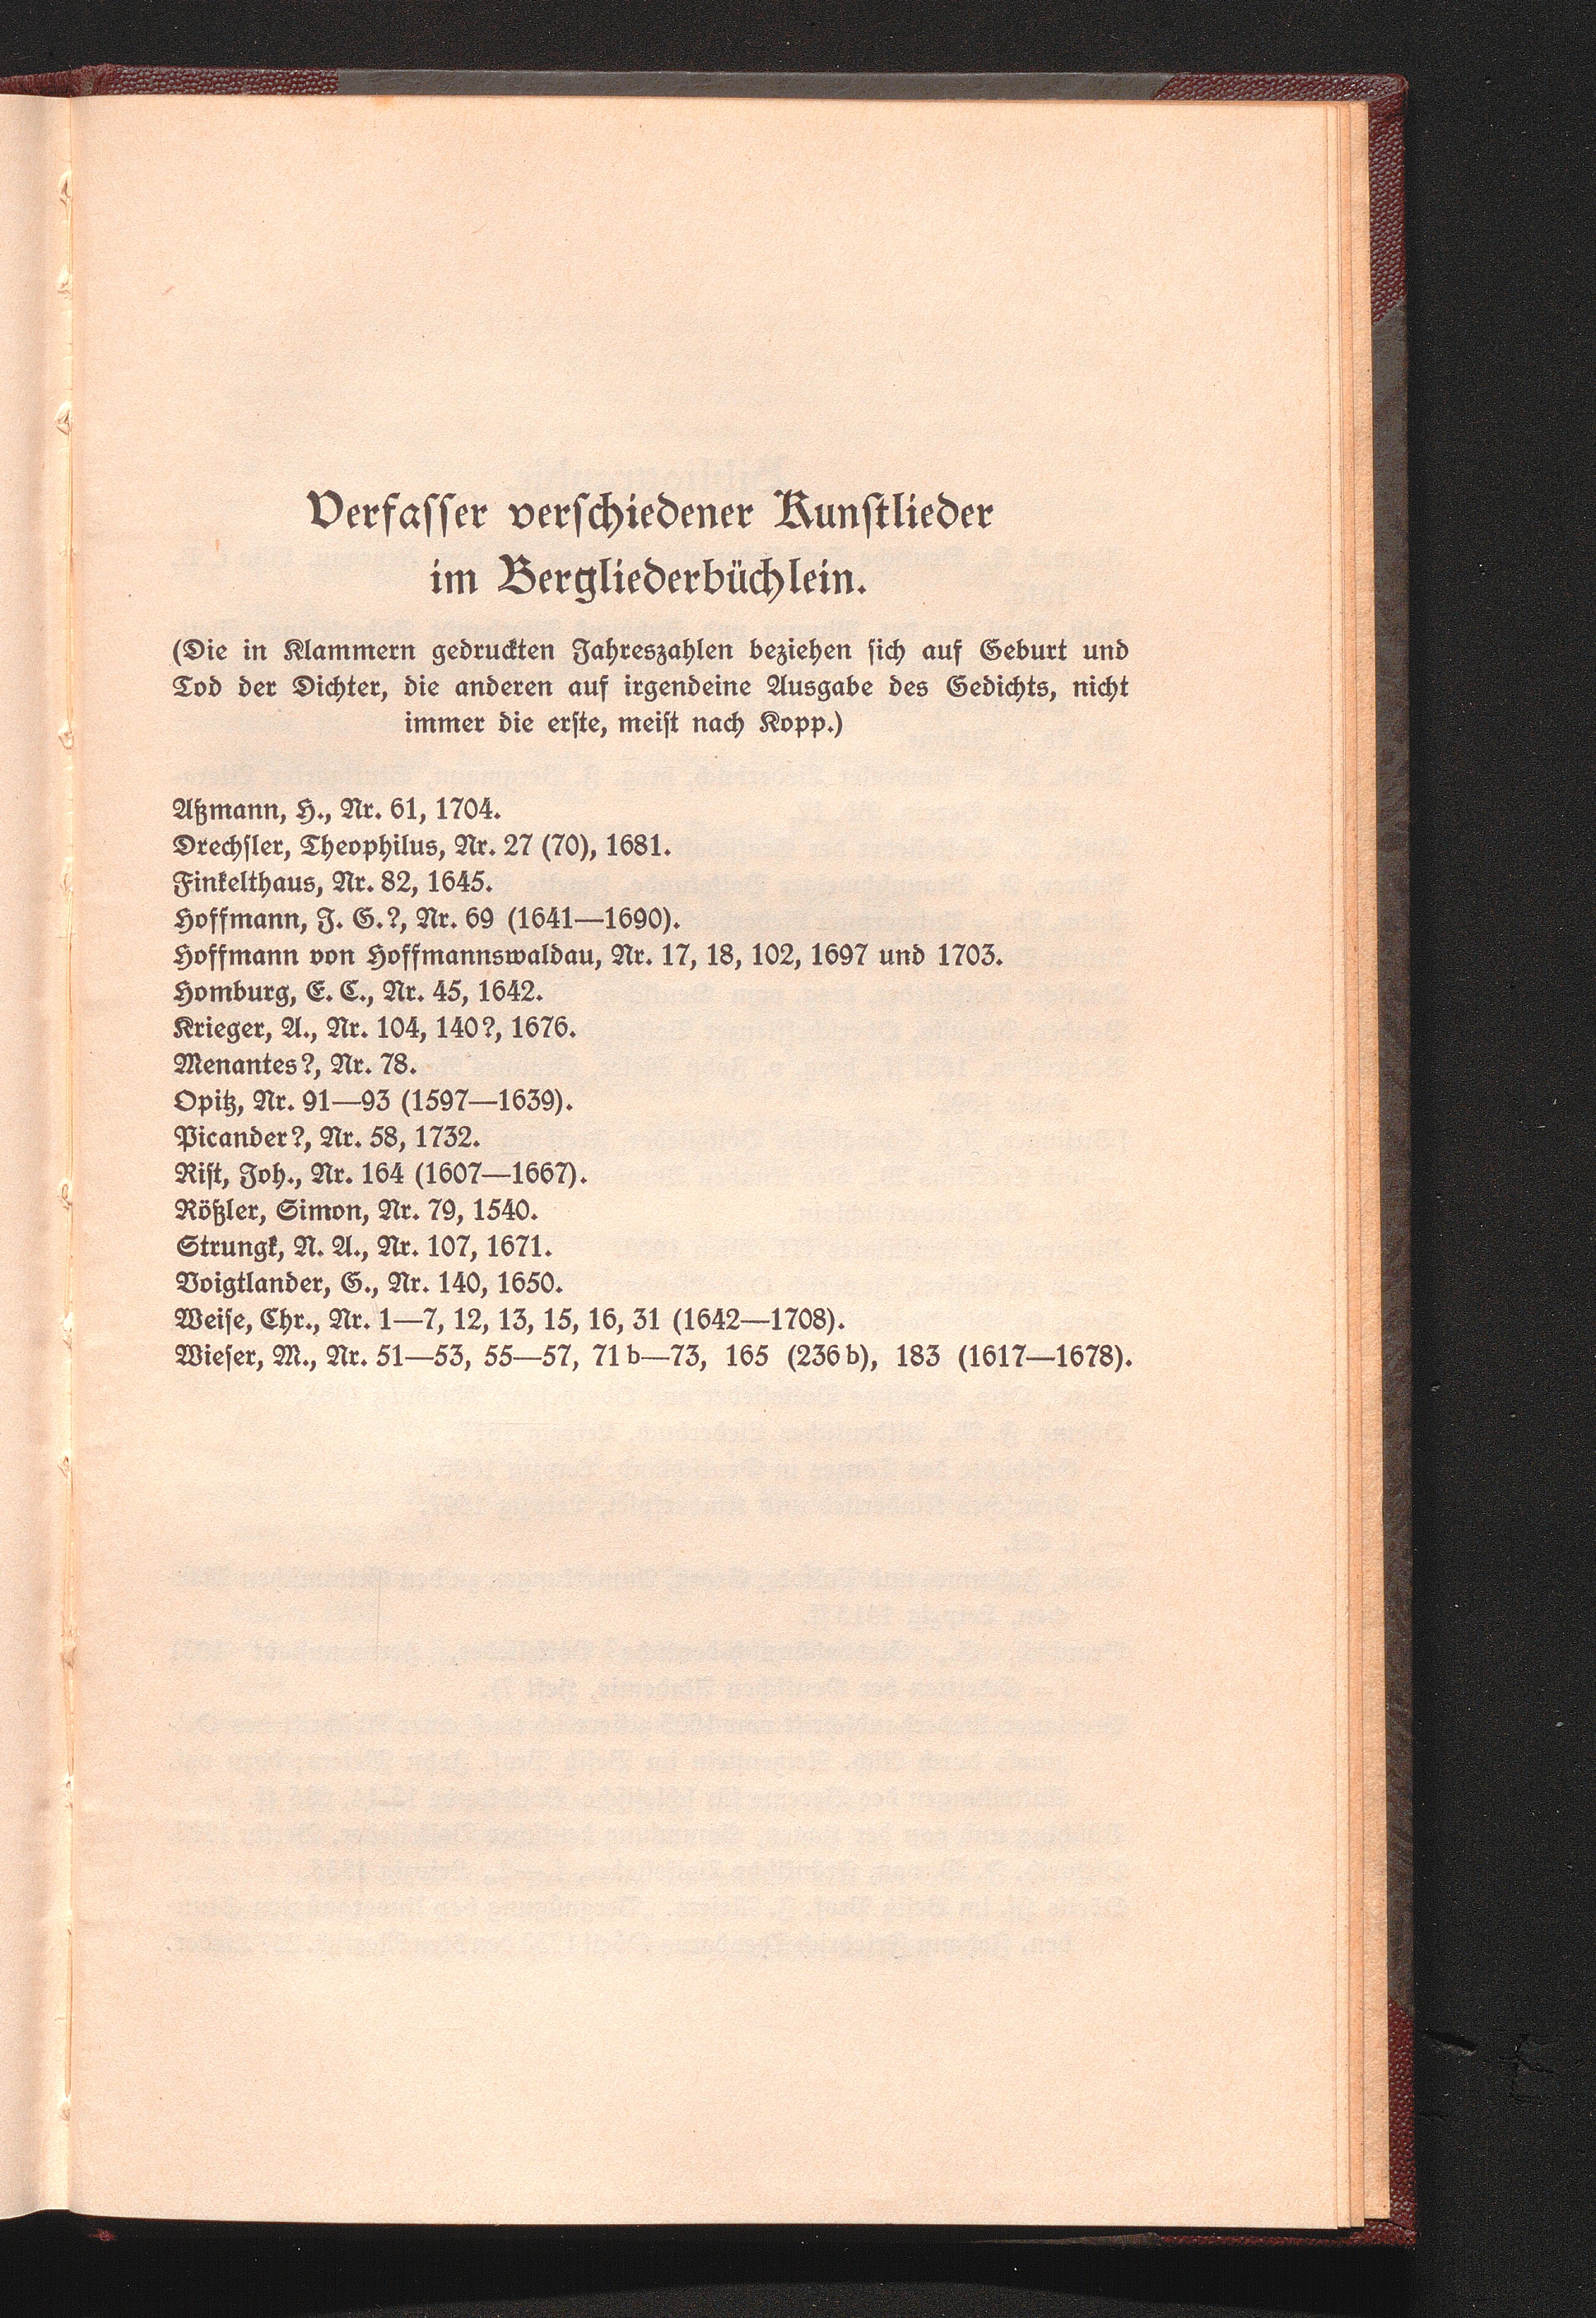 Verfasser verschiedener Kunstlieder
im Bergliederbüchlein.
(Die in Klammern gedruckten Jahreszahlen beziehen sich auf Geburt und
Tod der Dichter, die anderen auf irgendeine Ausgabe des Gedichts, nicht
immer die erste, meist nach Kopp.)
Aßmann, H., Nr. 61, 1704.
Drechsler, Theophilus, Nr. 27 (70), 1681.
Finkelthaus, Nr. 82, 1645.
Hoffmann, J. G.?, Nr. 69 (1641—1690).
Hoffmann von Hoffmannswaldau, Nr. 17, 18, 102, 1697 und 1703.
Homburg, E. C., Nr. 45, 1642.
Krieger, A., Nr. 104, 140?, 1676.
Menantes?, Nr. 78.
Opitz, Nr. 91—93 (1597—1639).
Picander?, Nr. 58, 1732.
Rist, Joh., Nr. 164 (1607—1667).
Rößler, Simon, Nr. 79, 1540.
Strungk, N. A., Nr. 107, 1671.
Voigtlander, G., Nr. 140, 1650.
Weise, Chr., Nr. 1—7, 12, 13, 15, 16, 31 (1642—1708).
Wieser, M., Nr. 51—53, 55—57, 71b—73, 165 (236b), 183 (1617—1678).